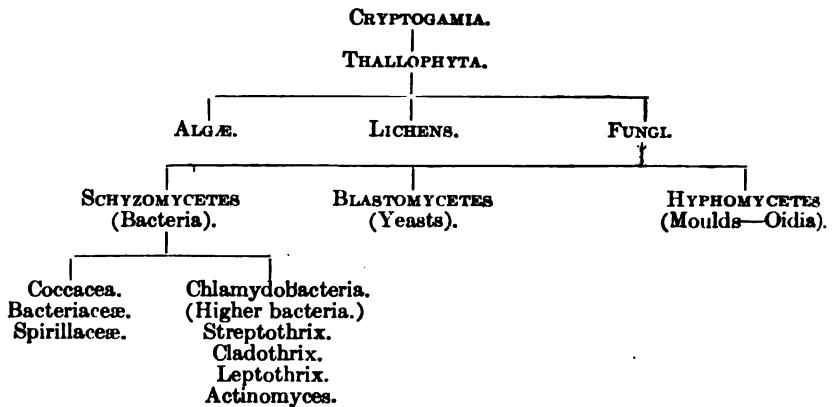 CRYPTOGAMIA.
THALLOPHYTA.
ALGÆ. LICHENS. FUNGI.
SCHYZOMYCETES BLASTOMYCETES HYPHOMYCETES
(Bacteria). (Yeasts). (Moulds—Oidia).
Coccacea. Chlamydobacteria.
Bacteriaceæ. (Higher bacteria.)
Spirillaceæ. Streptothrix.
Cladothrix.
Leptothrix.
Actinomyces.